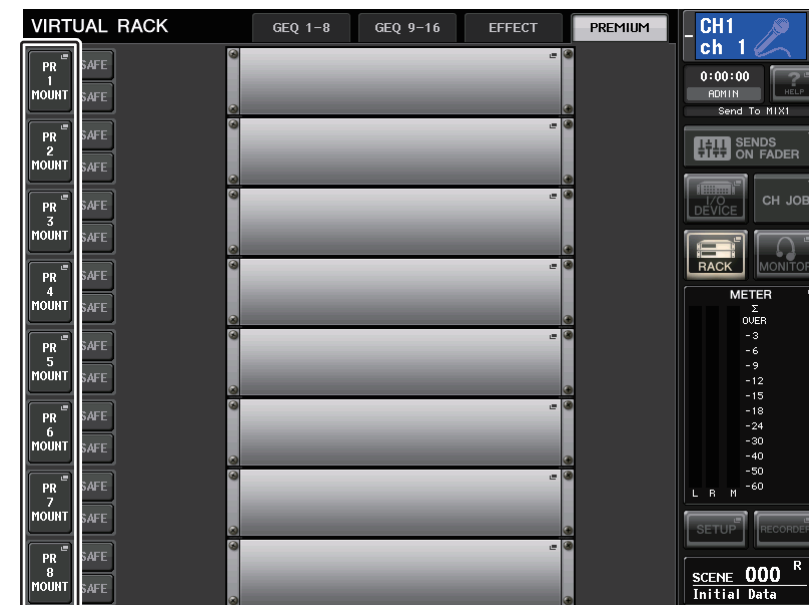 VIRTUAL RACK
GEQ 1-8
GEQ 9-16
EFFECT
PREMIUM
PR
1
MOUNT
SAFE
SAFE
PR
2
MOUNT
SAFE
SAFE
PR
3
MOUNT
SAFE
SAFE
PR
4
MOUNT
SAFE
SAFE
PR
5
MOUNT
SAFE
SAFE
PR
6
MOUNT
SAFE
SAFE
PR
7
MOUNT
SAFE
SAFE
PR
8
MOUNT
SAFE
SAFE
CH1
ch 1
0:00:00
ADMIN
?
HELP
Send To MIX1
SENDS
ON FADER
I/O
DEVICE
CH JOB
RACK
MONITOR
METER
Σ
OVER
-3
-6
-9
-12
-15
-18
-24
-30
-40
-50
-60
L R M
SETUP
RECORDER
SCENE 000 R
Initial Data